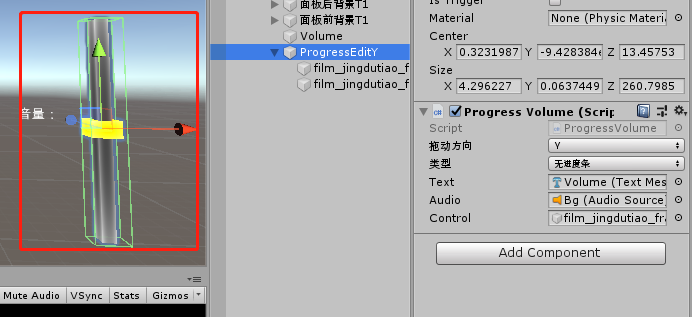 音量：
Mute Audio
VSync
Stats
Gizmos
面板后背景T1
面板前背景T1
Volume
ProgressEditY
film_jingdutiao_f
film_jingdutiao_f
Is Trigger
Material
None (Physic Materia
Center
X 0.3231987 Y -9.428384e Z 13.45753
Size
X 4.296227 Y 0.0637449 Z 260.7985
Progress Volume (Scrip
Script
ProgressVolume
拖动方向
Y
类型
无进度条
Text
Volume (Text Mes
Audio
Bg (Audio Source)
Control
film_jingdutiao_fra
Add Component